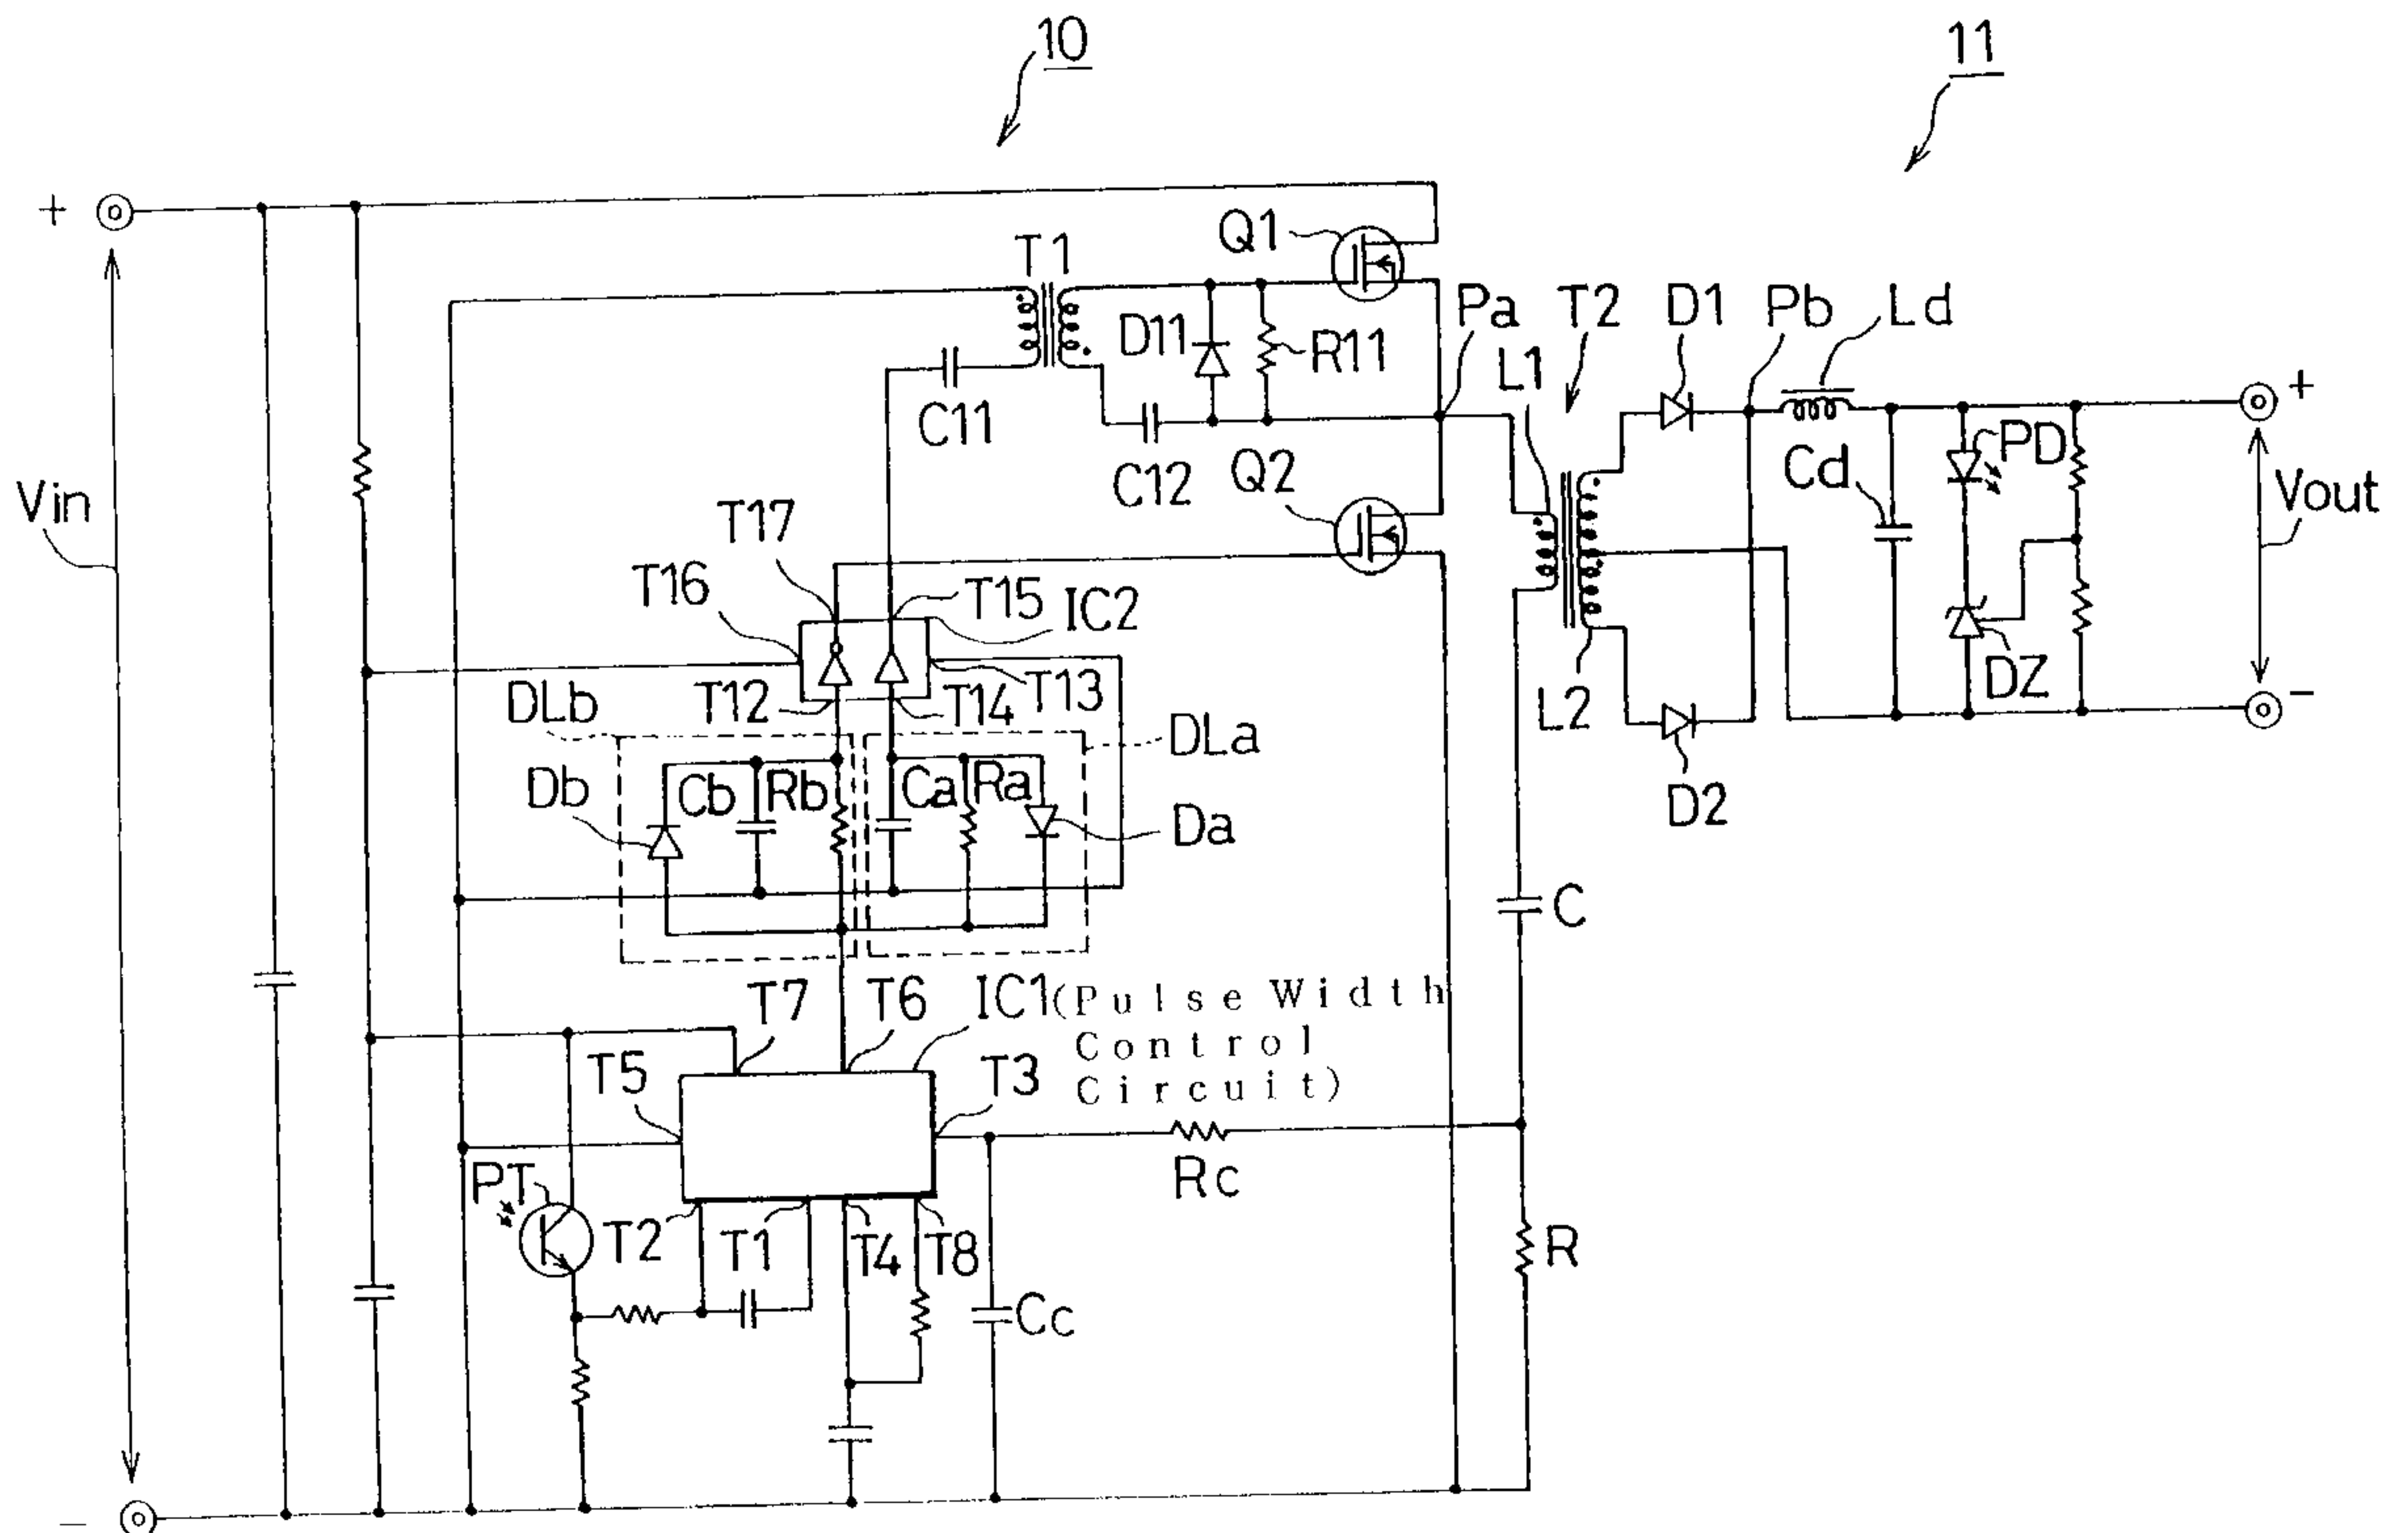 10
11
+
Q1
T1
Pa
T2
D1
Pb
Ld
D11
R11
L1
+
C11
C12
Q2
PD
Cd
Vin
Vout
T17
T16
T15
IC2
DLb
T12
T14
T13
L2
DZ
-
DLa
Db
Cb
Rb
Ca
Ra
Da
D2
C
T7
T6
IC1(Pulse Width
Control
Circuit)
T5
T3
PT
Rc
T2
T1
T4
T8
R
Cc
-